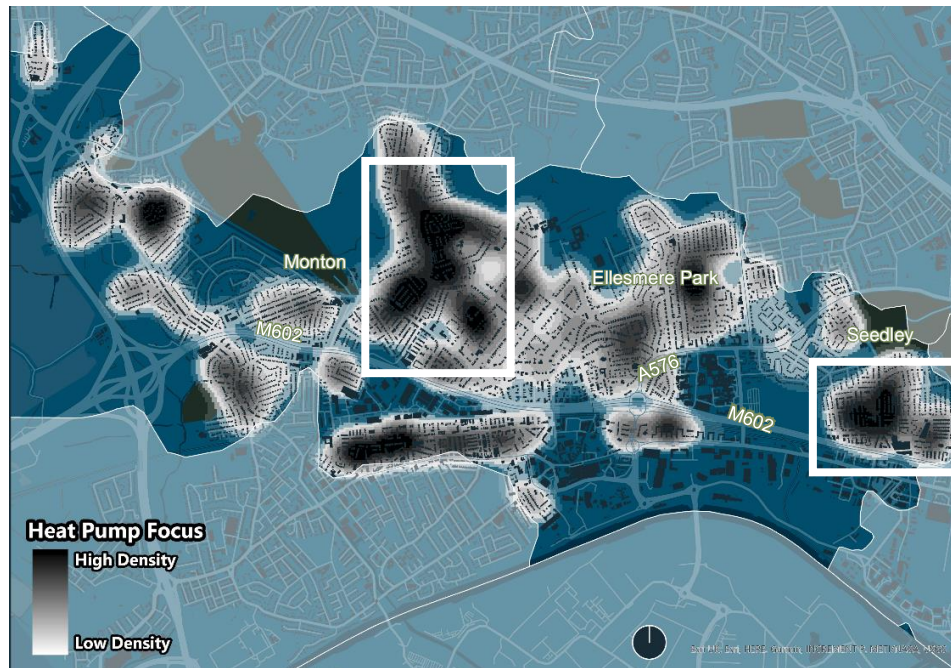 Monton
Ellesmere Park
M602
Seedley
A576
M602
Heat Pump Focus
High Density
Low Density